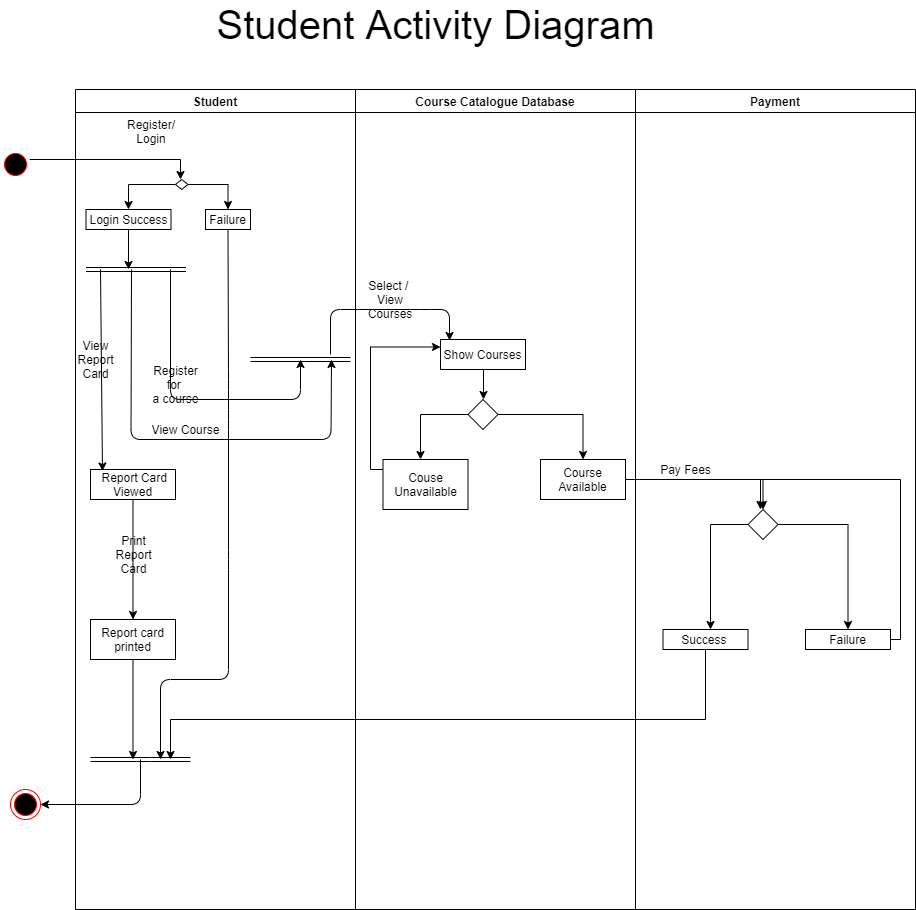 Student Activity Diagram
Student
Course Catalogue Database
Payment
Register/
Login
Login Success
Failure
Select /
View
Courses
View
Report
Card
Register
for
a course
Show Courses
View Course
Report Card
Viewed
Couse
Unavailable
Course
Available
Pay Fees
Print
Report
Card
Report card
printed
Success
Failure